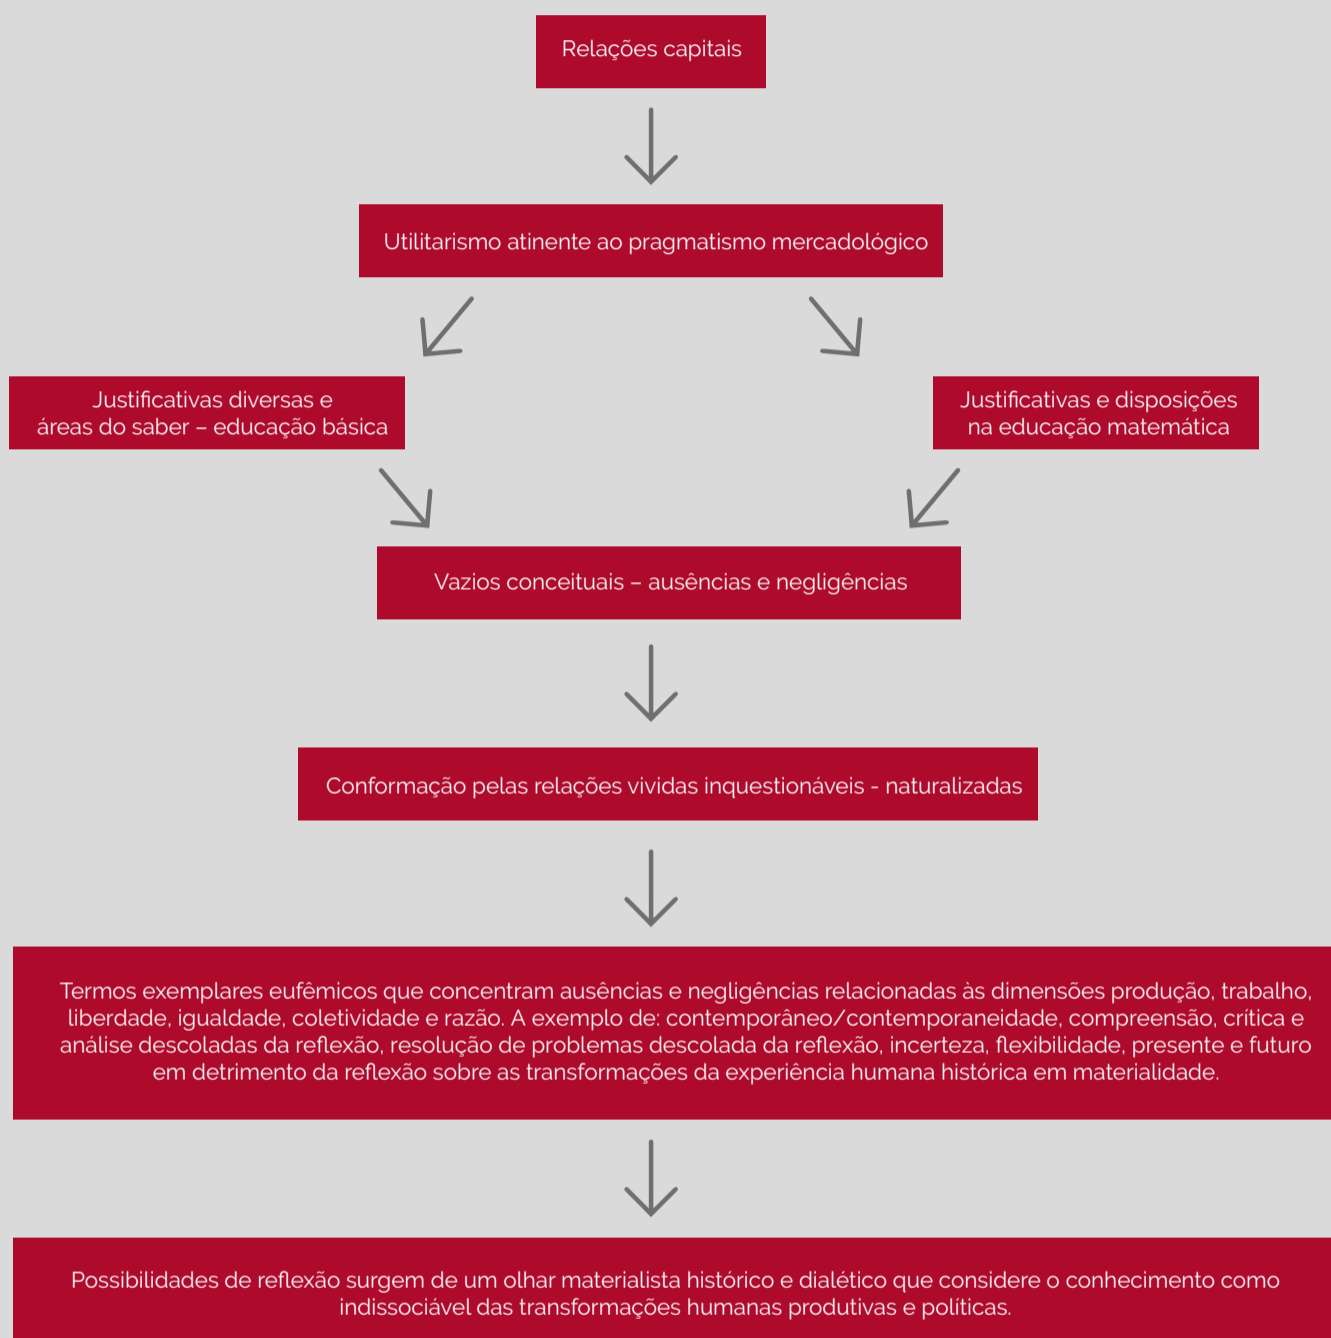 Relações capitais
Utilitarismo atinente ao pragmatismo mercadológico
Justificativas diversas e
áreas do saber – educação básica
Justificativas e disposições
na educação matemática
Vazios conceituais – ausências e negligências
Conformação pelas relações vividas inquestionáveis - naturalizadas
Termos exemplares eufêmicos que concentram ausências e negligências relacionadas às dimensões produção, trabalho,
liberdade, igualdade, coletividade e razão. A exemplo de: contemporâneo/contemporaneidade, compreensão, crítica e
análise descoladas da reflexão, resolução de problemas descolada da reflexão, incerteza, flexibilidade, presente e futuro
em detrimento da reflexão sobre as transformações da experiência humana histórica em materialidade.
Possibilidades de reflexão surgem de um olhar materialista histórico e dialético que considere o conhecimento como
indissociável das transformações humanas produtivas e políticas.